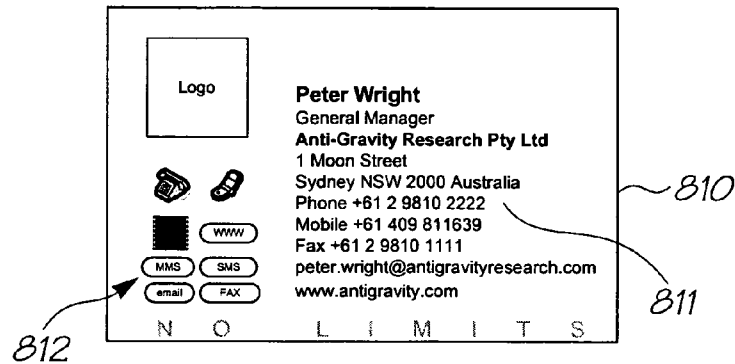 Logo
Peter Wright
General Manager
Anti-Gravity Research Pty Ltd
1 Moon Street
Sydney NSW 2000 Australia
Phone +61 2 9810 2222
Mobile +61 409 811639
Fax +61 2 9810 1111
peter.wright@antigravityresearch.com
www.antigravity.com
WWW
MMS SMS
email FAX
NO LIMITS
810
811
812